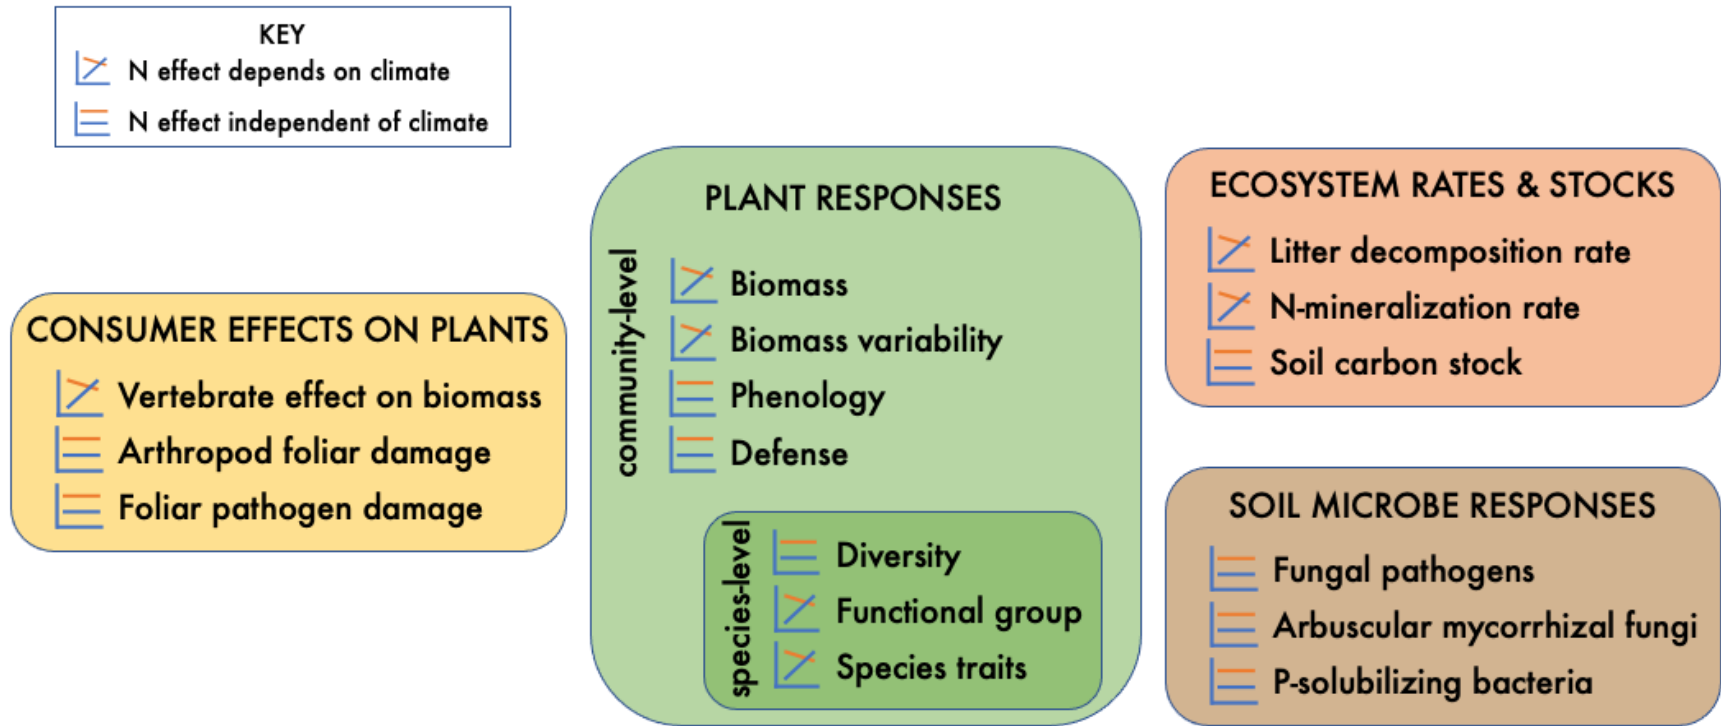 KEY
N effect depends on climate
N effect independent of climate
CONSUMER EFFECTS ON PLANTS
Vertebrate effect on biomass
Arthropod foliar damage
Foliar pathogen damage
PLANT RESPONSES
community-level
Biomass
Biomass variability
Phenology
Defense
species-level
Diversity
Functional group
Species traits
ECOSYSTEM RATES & STOCKS
Litter decomposition rate
N-mineralization rate
Soil carbon stock
SOIL MICROBE RESPONSES
Fungal pathogens
Arbuscular mycorrhizal fungi
P-solubilizing bacteria